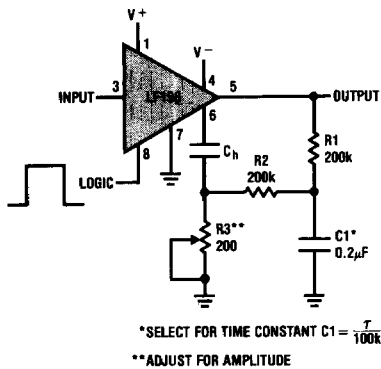 V+
V−
1
4
INPUT
3
LF198
5
OUTPUT
6
7
8
LOGIC
Ch
R1
200k
R2
200k
R3**
200
C1*
0.2μF
*SELECT FOR TIME CONSTANT C1 = τ/100k
**ADJUST FOR AMPLITUDE